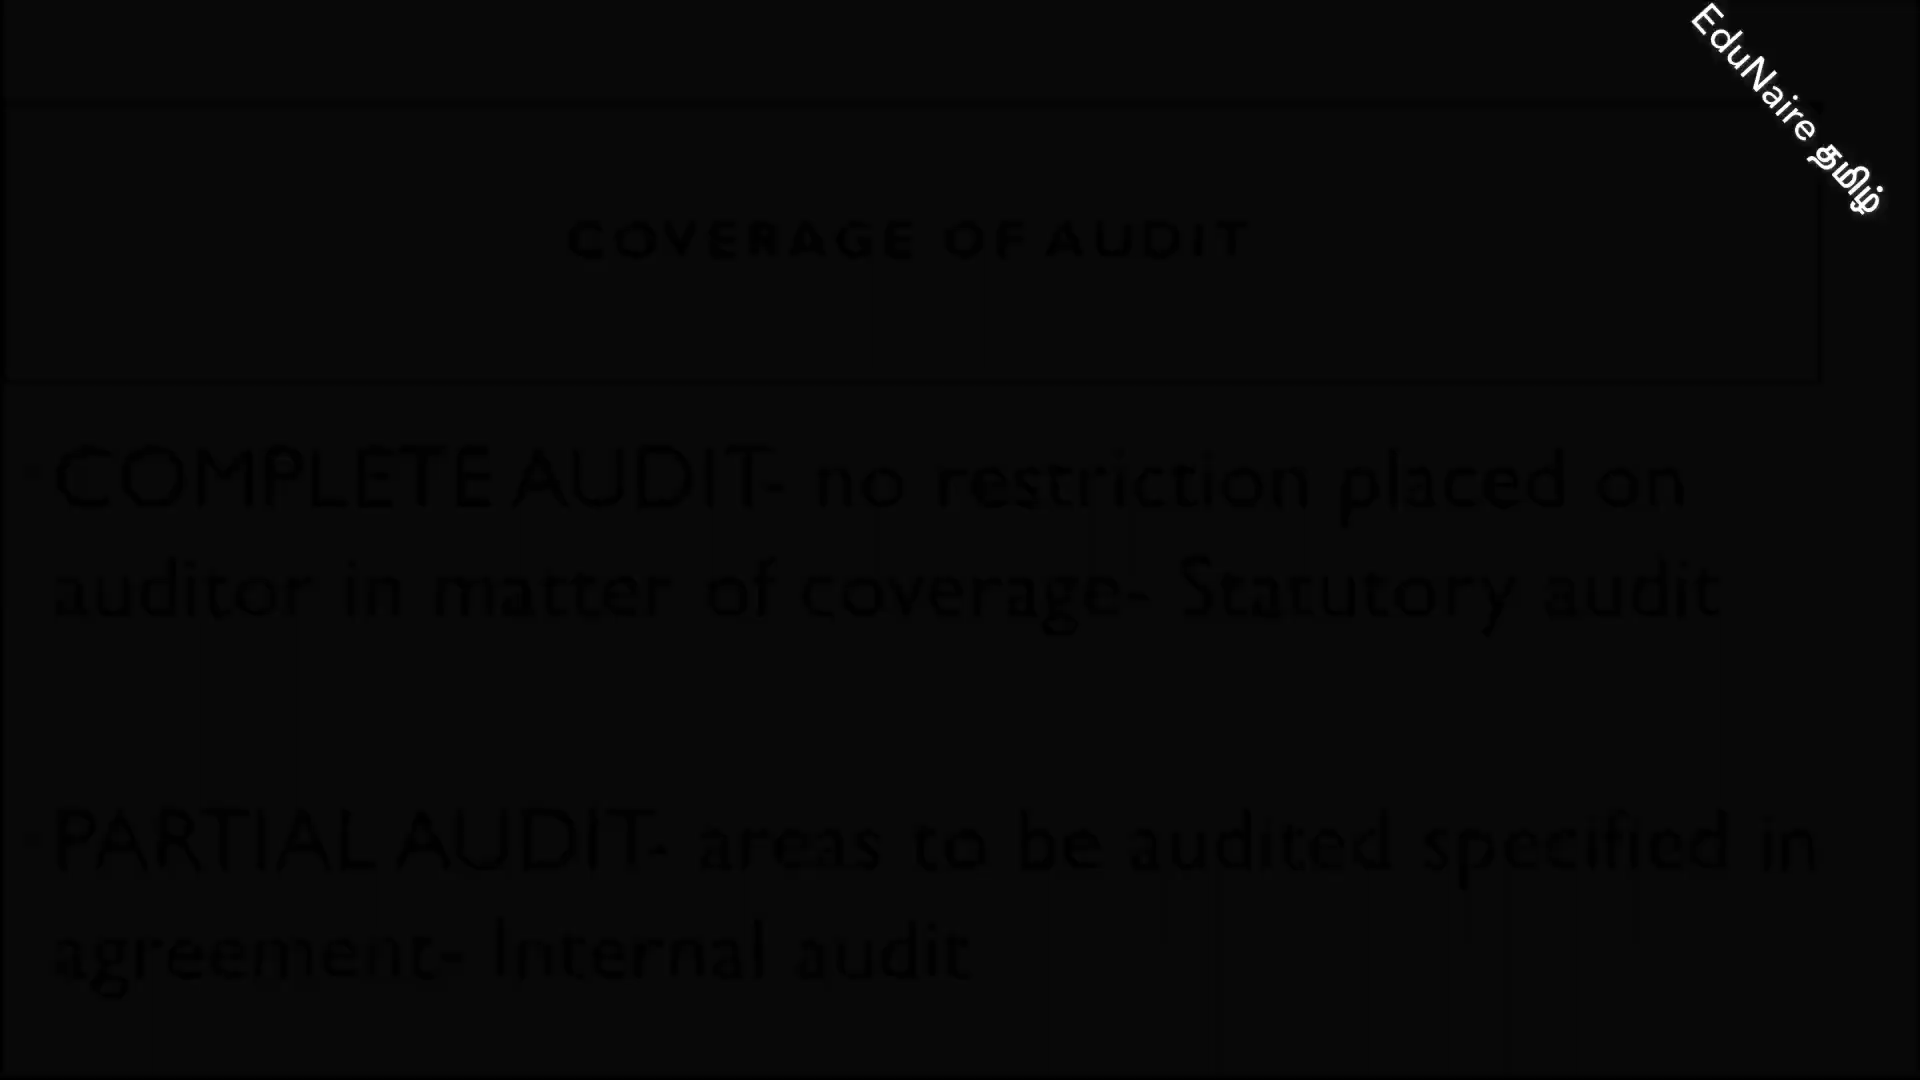 EduNaire தமிழ்
COVERAGE OF AUDIT
COMPLETE AUDIT- no restriction placed on
auditor in matter of coverage- Statutory audit
PARTIAL AUDIT- areas to be audited specified in
agreement- Internal audit